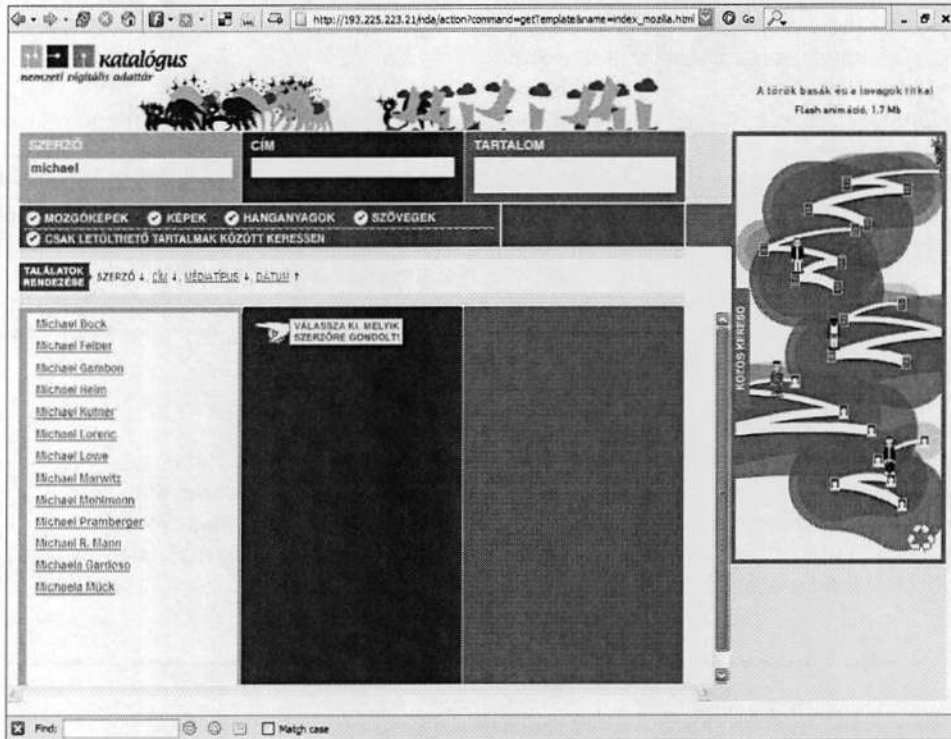 http://193.225.223.21/nda/action?command=getTemplate&name=index_mozilla.html
Go
katalógus
nemzeti digitális adattár
A török basák és a lovagok titkai
Flash animáció, 1.7 Mb
SZERZŐ
CÍM
TARTALOM
michael
MOZGÓKÉPEK
KÉPEK
HANGANYAGOK
SZÖVEGEK
CSAK LETÖLTHETŐ TARTALMAK KÖZÖTT KERESSEN
TALÁLATOK
RENDEZÉSE
SZERZŐ ↓, CÍM ↓, MÉDIATÍPUS ↓, DÁTUM ↑
Michael Bock
Michael Felber
Michael Gambon
Michael Heim
Michael Kutner
Michael Lorenc
Michael Lowe
Michael Marwitz
Michael Mehlmann
Michael Pramberger
Michael R. Mann
Michaela Gardoso
Michaela Mück
VÁLASSZA KI, MELYIK
SZERZŐRE GONDOLT!
KÖZÖS KERESŐ
Find:
Match case